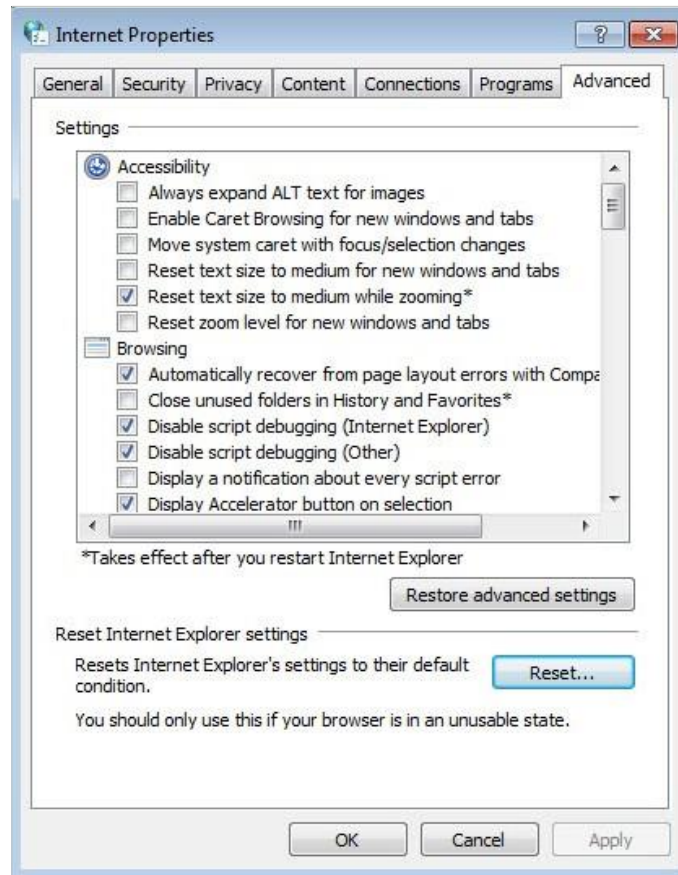 Internet Properties
General Security Privacy Content Connections Programs Advanced
Settings
Accessibility
Always expand ALT text for images
Enable Caret Browsing for new windows and tabs
Move system caret with focus/selection changes
Reset text size to medium for new windows and tabs
Reset text size to medium while zooming*
Reset zoom level for new windows and tabs
Browsing
Automatically recover from page layout errors with Compa
Close unused folders in History and Favorites*
Disable script debugging (Internet Explorer)
Disable script debugging (Other)
Display a notification about every script error
Display Accelerator button on selection
*Takes effect after you restart Internet Explorer
Restore advanced settings
Reset Internet Explorer settings
Resets Internet Explorer's settings to their default
condition.
Reset...
You should only use this if your browser is in an unusable state.
OK Cancel Apply